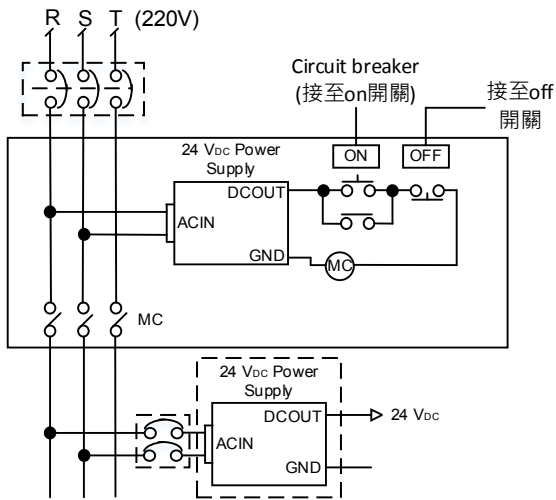 R S T (220V)
Circuit breaker
(接至on開關)
接至off
開關
ON
OFF
24 VDC Power
Supply
DCOUT
ACIN
GND
MC
MC
24 VDC Power
Supply
DCOUT
24 VDC
ACIN
GND